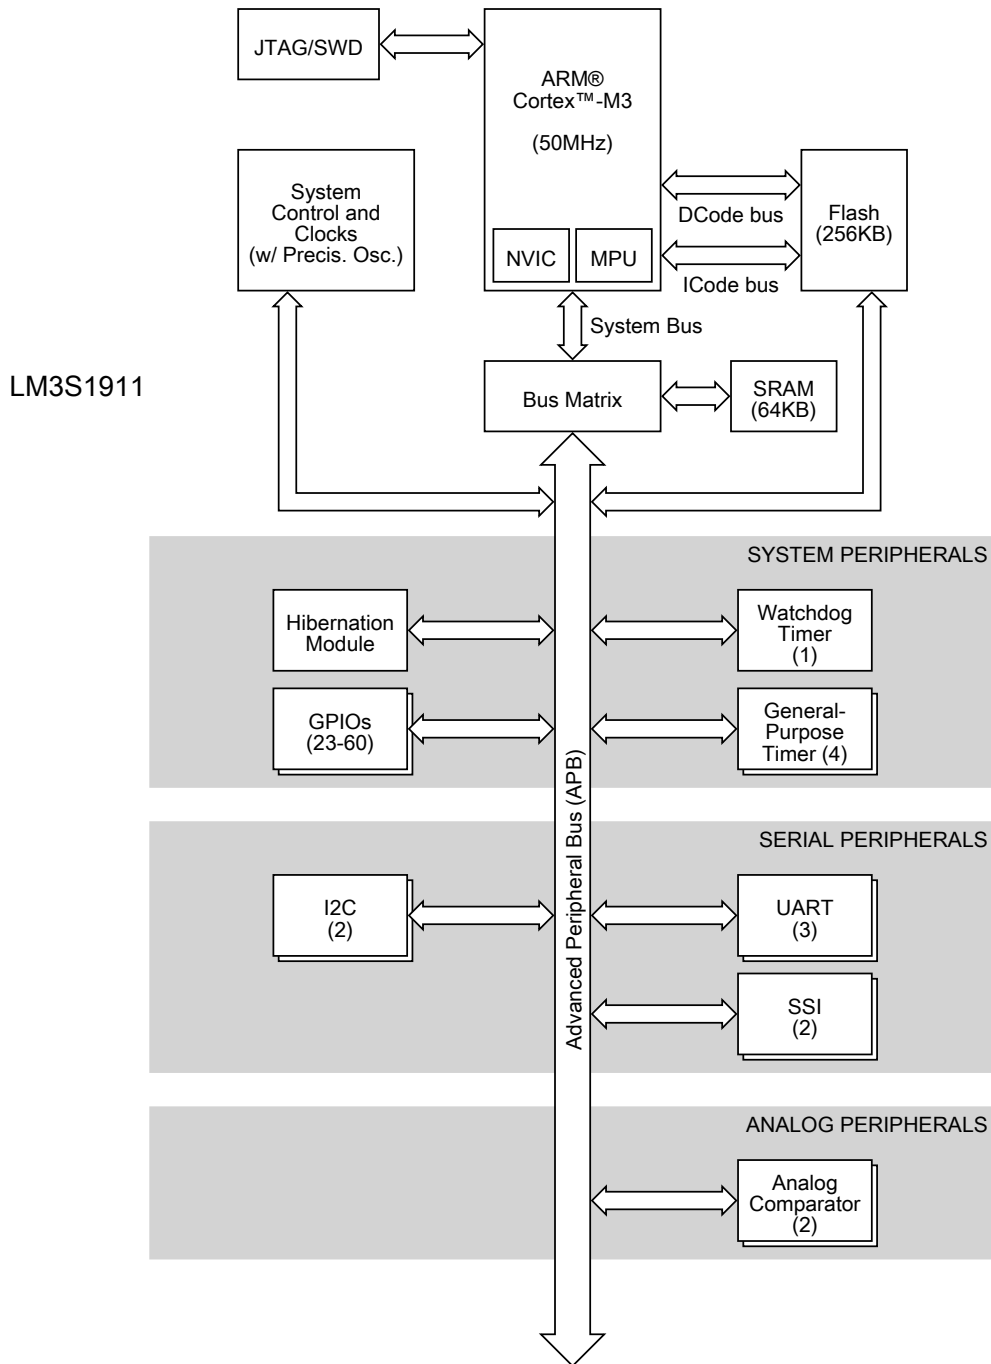 JTAG/SWD
ARM®
Cortex™-M3
(50MHz)
System
Control and
Clocks
(w/ Precis. Osc.)
NVIC
MPU
DCode bus
ICode bus
Flash
(256KB)
System Bus
LM3S1911
Bus Matrix
SRAM
(64KB)
SYSTEM PERIPHERALS
Hibernation
Module
Watchdog
Timer
(1)
GPIOs
(23-60)
General-
Purpose
Timer (4)
Advanced Peripheral Bus (APB)
SERIAL PERIPHERALS
I2C
(2)
UART
(3)
SSI
(2)
ANALOG PERIPHERALS
Analog
Comparator
(2)